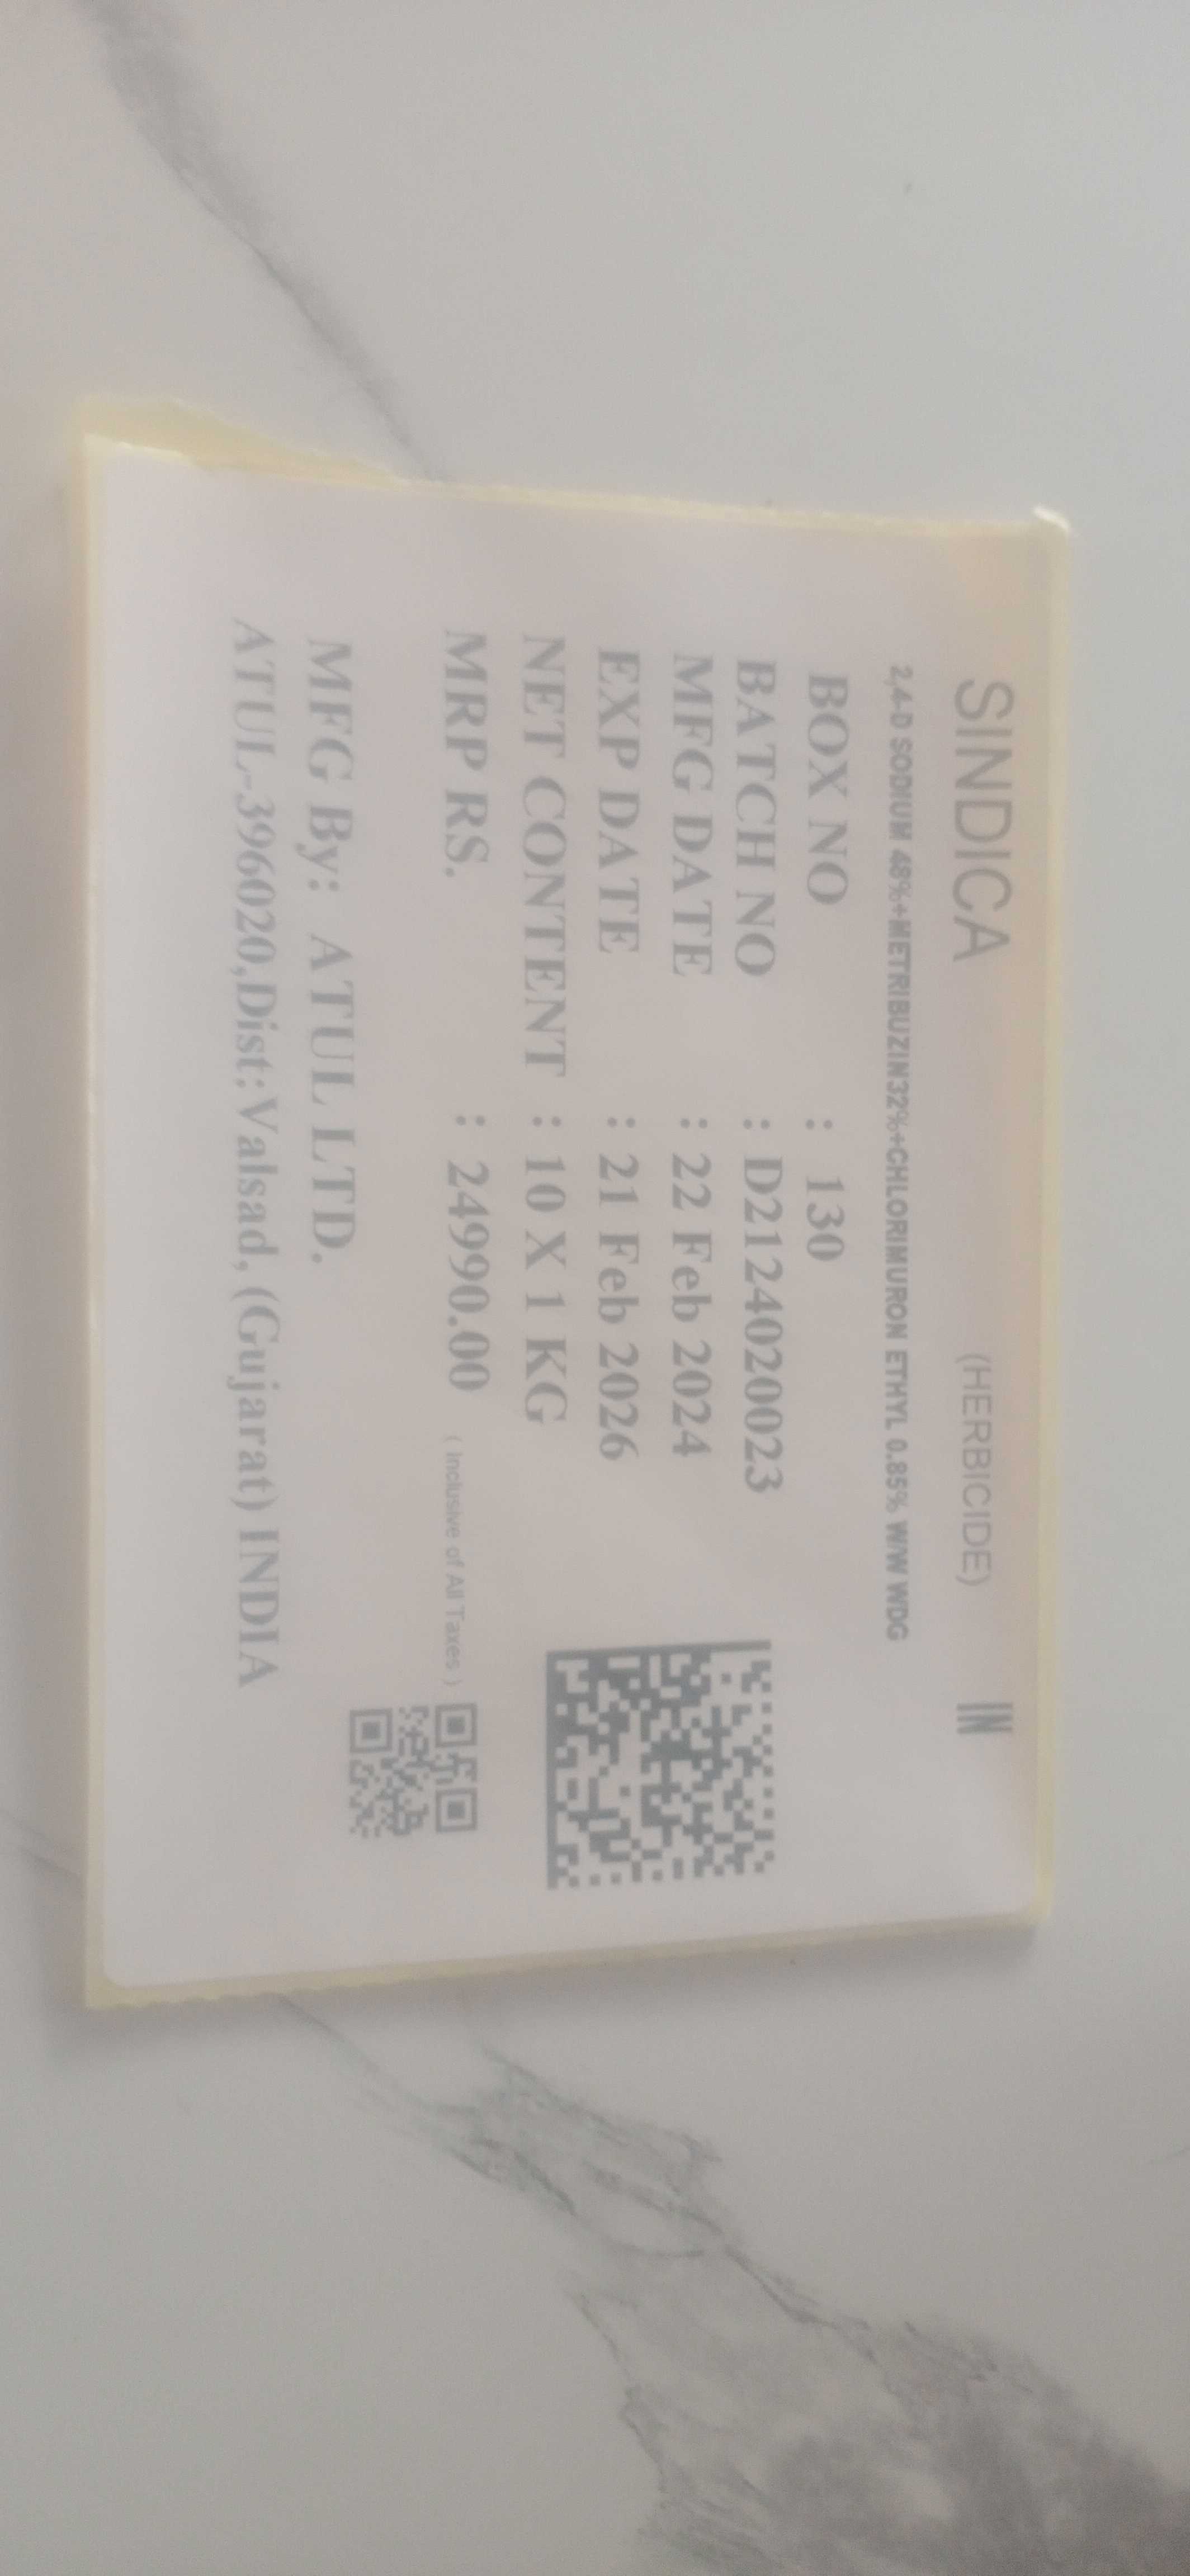 SINDICA (HERBICIDE) IN
2,4-D SODIUM 48%+METRIBUZIN32%+CHLORIMURON ETHYL 0.85% W/W WDG
BOX NO : 130
BATCH NO : D2124020023
MFG DATE : 22 Feb 2024
EXP DATE : 21 Feb 2026
NET CONTENT : 10 X 1 KG
MRP RS. : 24990.00 ( Inclusive of All Taxes )
MFG By: ATUL LTD.
ATUL-396020,Dist:Valsad, (Gujarat) INDIA